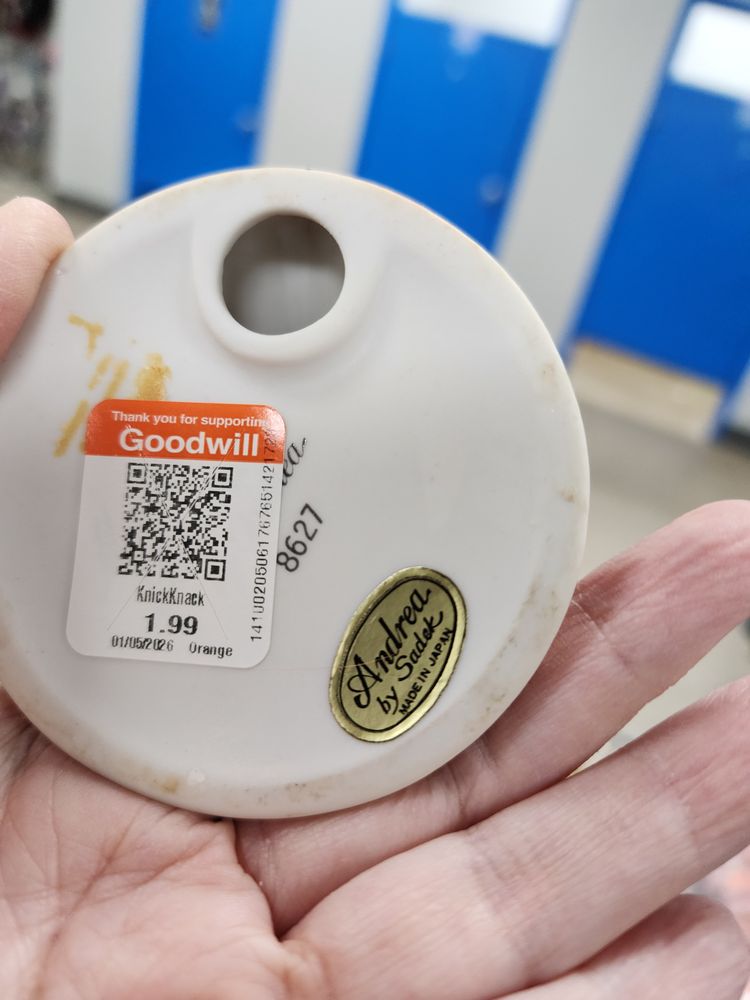 Thank you for supporting
Goodwill
KnickKnack
1.99
01/05/2026 Orange
ea.
8627
Andrea
by Sadek
MADE IN JAPAN